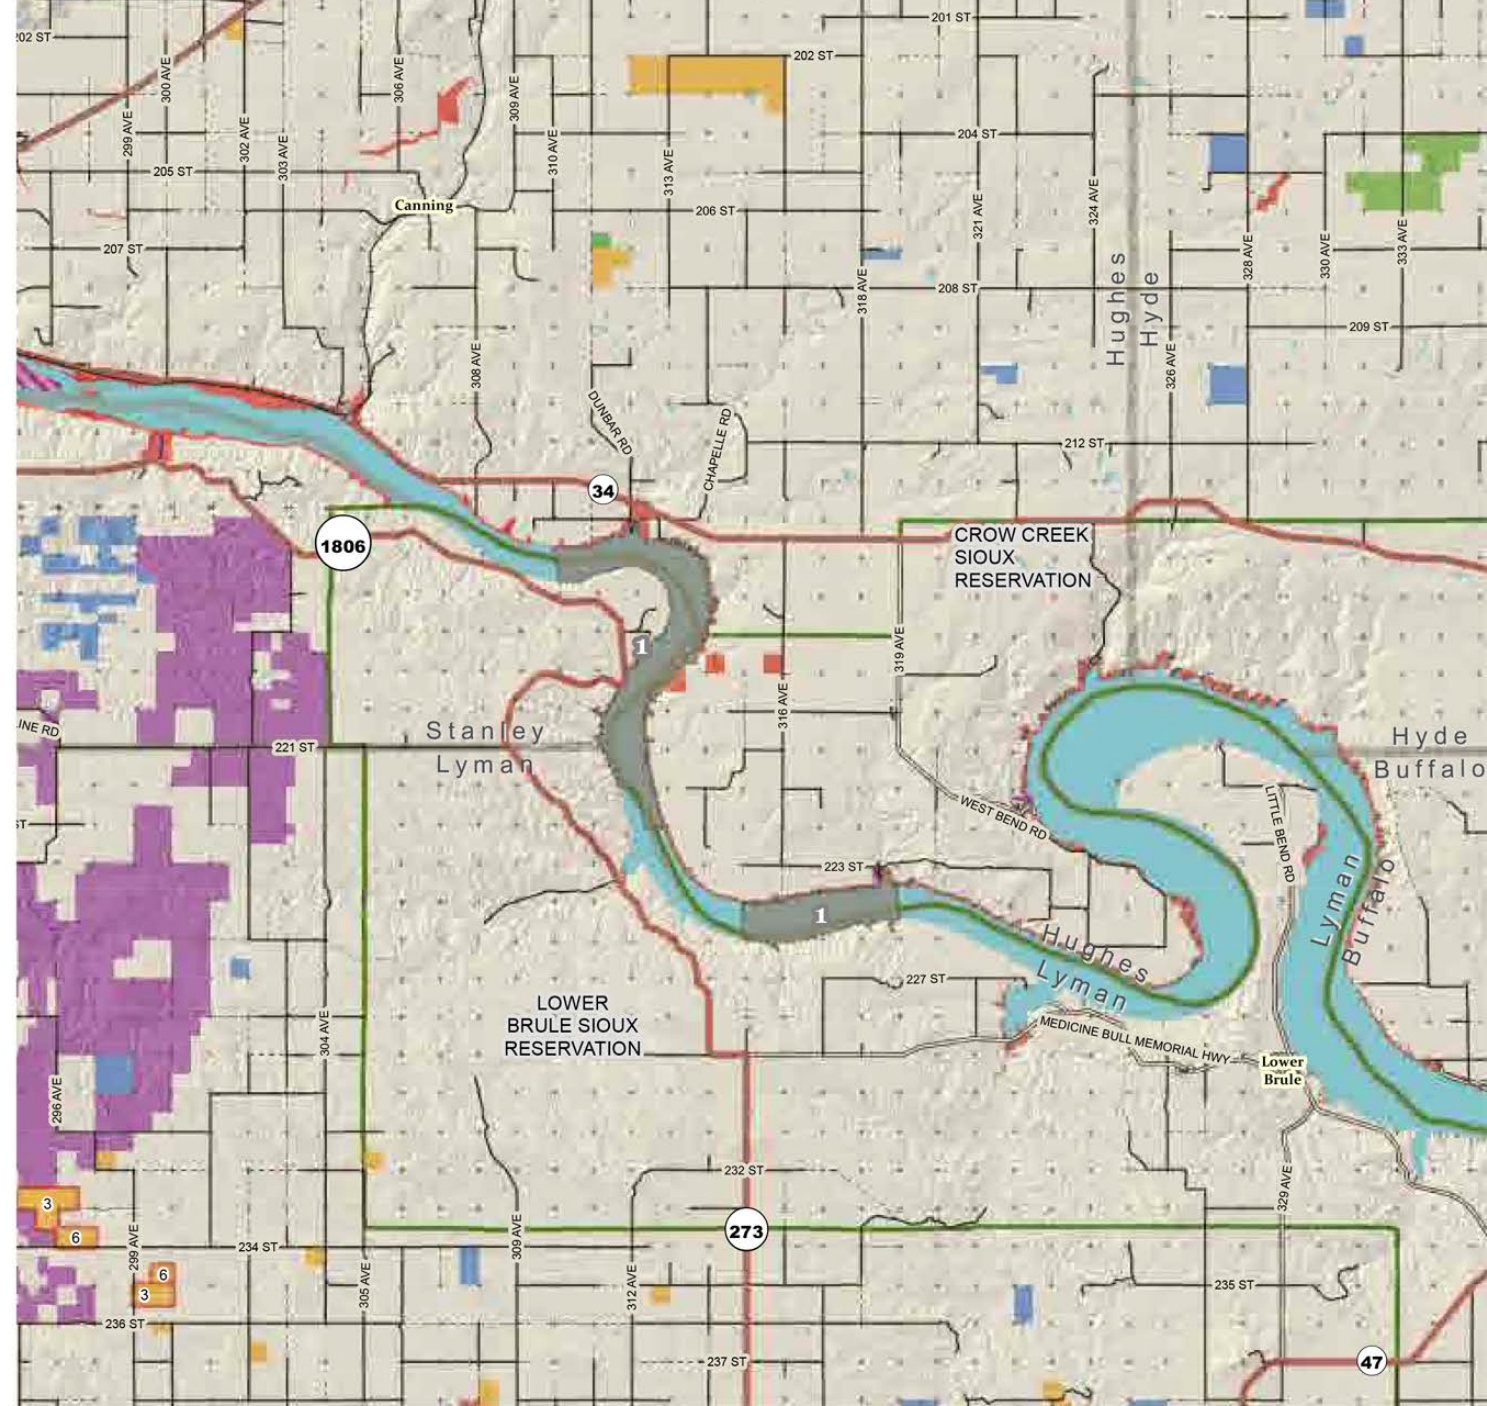 201 ST
202 ST
202 ST
300 AVE
306 AVE
309 AVE
299 AVE
302 AVE
303 AVE
310 AVE
313 AVE
204 ST
205 ST
Canning
206 ST
321 AVE
324 AVE
207 ST
318 AVE
208 ST
328 AVE
330 AVE
333 AVE
Hughes
Hyde
209 ST
308 AVE
326 AVE
DUNBAR RD
CHAPELLE RD
212 ST
34
1806
CROW CREEK
SIOUX
RESERVATION
1
319 AVE
316 AVE
INE RD
221 ST
Stanley
Lyman
Hyde
Buffalo
WEST BEND RD
LITTLE BEND RD
ST
223 ST
1
Lyman
Buffalo
Hughes
Lyman
227 ST
LOWER
BRULE SIOUX
RESERVATION
304 AVE
MEDICINE BULL MEMORIAL HWY
Lower
Brule
296 AVE
232 ST
329 AVE
3
6
299 AVE
234 ST
309 AVE
273
6
3
305 AVE
312 AVE
235 ST
236 ST
237 ST
47